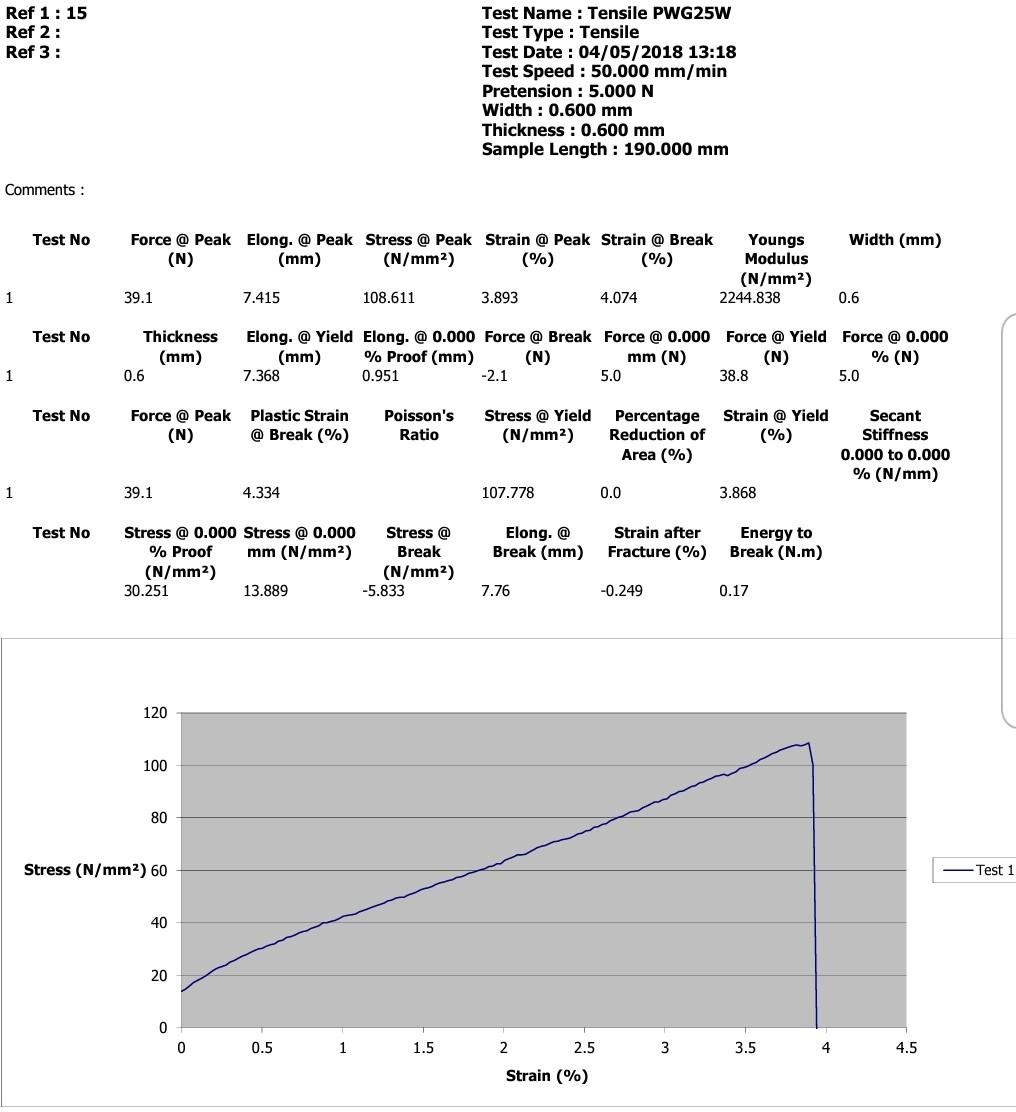 Ref 1 : 15
Ref 2 :
Ref 3 :
Test Name : Tensile PWG25W
Test Type : Tensile
Test Date : 04/05/2018 13:18
Test Speed : 50.000 mm/min
Pretension : 5.000 N
Width : 0.600 mm
Thickness : 0.600 mm
Sample Length : 190.000 mm
Comments :
Test No Force @ Peak Elong. @ Peak Stress @ Peak Strain @ Peak Strain @ Break Youngs Width (mm)
(N) (mm) (N/mm²) (%) (%) Modulus
(N/mm²)
1 39.1 7.415 108.611 3.893 4.074 2244.838 0.6
Test No Thickness Elong. @ Yield Elong. @ 0.000 Force @ Break Force @ 0.000 Force @ Yield Force @ 0.000
(mm) (mm) % Proof (mm) (N) mm (N) (N) % (N)
1 0.6 7.368 0.951 -2.1 5.0 38.8 5.0
Test No Force @ Peak Plastic Strain Poisson's Stress @ Yield Percentage Strain @ Yield Secant
(N) @ Break (%) Ratio (N/mm²) Reduction of (%) Stiffness
Area (%) 0.000 to 0.000
% (N/mm)
1 39.1 4.334 107.778 0.0 3.868
Test No Stress @ 0.000 Stress @ 0.000 Stress @ Elong. @ Strain after Energy to
% Proof mm (N/mm²) Break Break (mm) Fracture (%) Break (N.m)
(N/mm²) (N/mm²)
30.251 13.889 -5.833 7.76 -0.249 0.17
120
100
80
Stress (N/mm²) 60
40
20
0
0 0.5 1 1.5 2 2.5 3 3.5 4 4.5
Strain (%)
Test 1